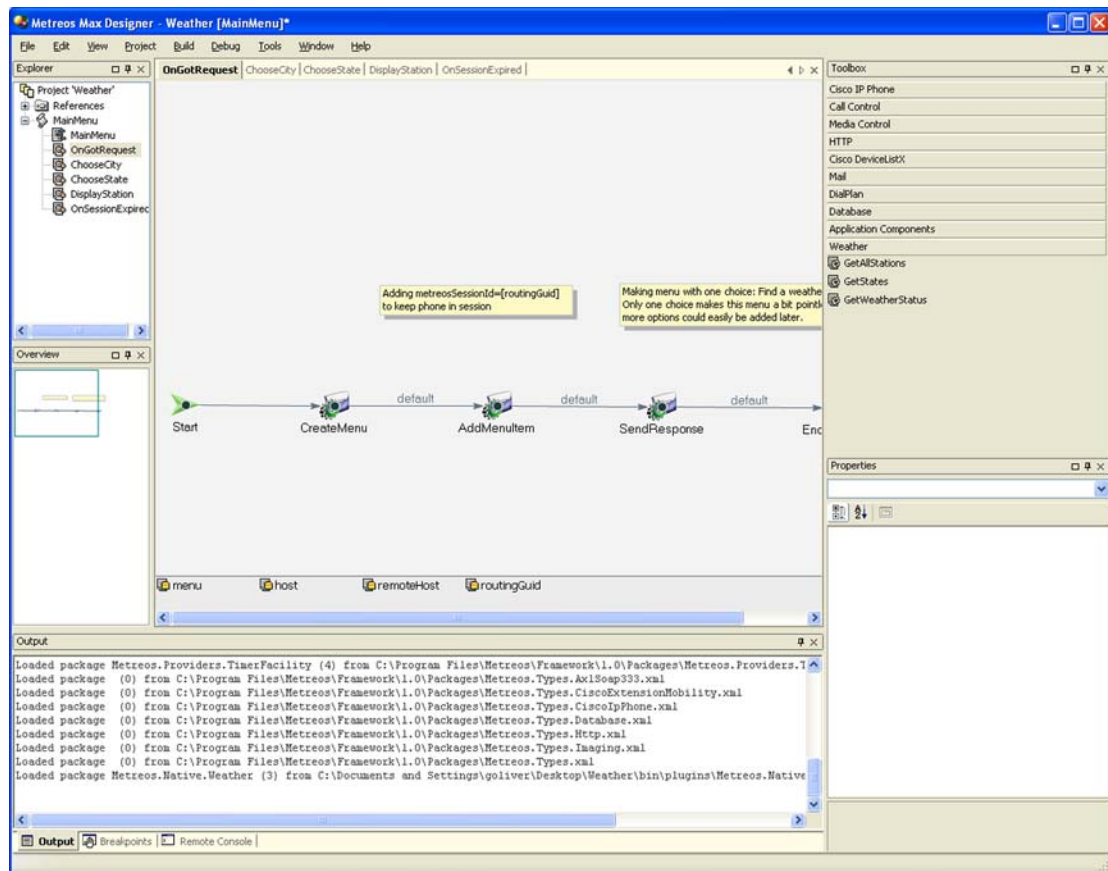 Metreos Max Designer - Weather [MainMenu]*
File Edit View Project Build Debug Tools Window Help
Explorer
Project 'Weather'
References
MainMenu
MainMenu
OnGotRequest
ChooseCity
ChooseState
DisplayStation
OnSessionExpired
Overview
OnGotRequest ChooseCity ChooseState DisplayStation OnSessionExpired
Adding metreosSessionId=[routingGuid]
to keep phone in session
Making menu with one choice: Find a weathe
Only one choice makes this menu a bit pointl
more options could easily be added later.
default default default
Start CreateMenu AddMenuItem SendResponse Enc
menu host remoteHost routingGuid
Toolbox
Cisco IP Phone
Call Control
Media Control
HTTP
Cisco DeviceListX
Mail
DialPlan
Database
Application Components
Weather
GetAllStations
GetStates
GetWeatherStatus
Properties
Output
Loaded package Metreos.Providers.TimerFacility (4) from C:\Program Files\Metreos\Framework\1.0\Packages\Metreos.Providers.T
Loaded package (0) from C:\Program Files\Metreos\Framework\1.0\Packages\Metreos.Types.AxlSoap333.xml
Loaded package (0) from C:\Program Files\Metreos\Framework\1.0\Packages\Metreos.Types.CiscoExtensionMobility.xml
Loaded package (0) from C:\Program Files\Metreos\Framework\1.0\Packages\Metreos.Types.CiscoIpPhone.xml
Loaded package (0) from C:\Program Files\Metreos\Framework\1.0\Packages\Metreos.Types.Database.xml
Loaded package (0) from C:\Program Files\Metreos\Framework\1.0\Packages\Metreos.Types.Http.xml
Loaded package (0) from C:\Program Files\Metreos\Framework\1.0\Packages\Metreos.Types.Imaging.xml
Loaded package (0) from C:\Program Files\Metreos\Framework\1.0\Packages\Metreos.Types.xml
Loaded package Metreos.Native.Weather (3) from C:\Documents and Settings\goliver\Desktop\Weather\bin\plugins\Metreos.Native
Output Breakpoints Remote Console